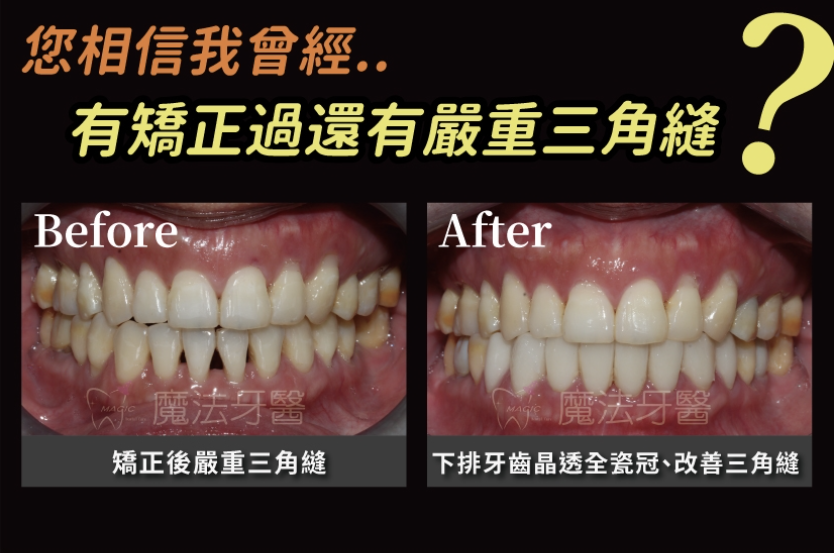 您相信我曾經..
有矯正過還有嚴重三角縫?
Before
After
MAGIC 魔法牙醫
MAGIC 魔法牙醫
矯正後嚴重三角縫
下排牙齒晶透全瓷冠、改善三角縫